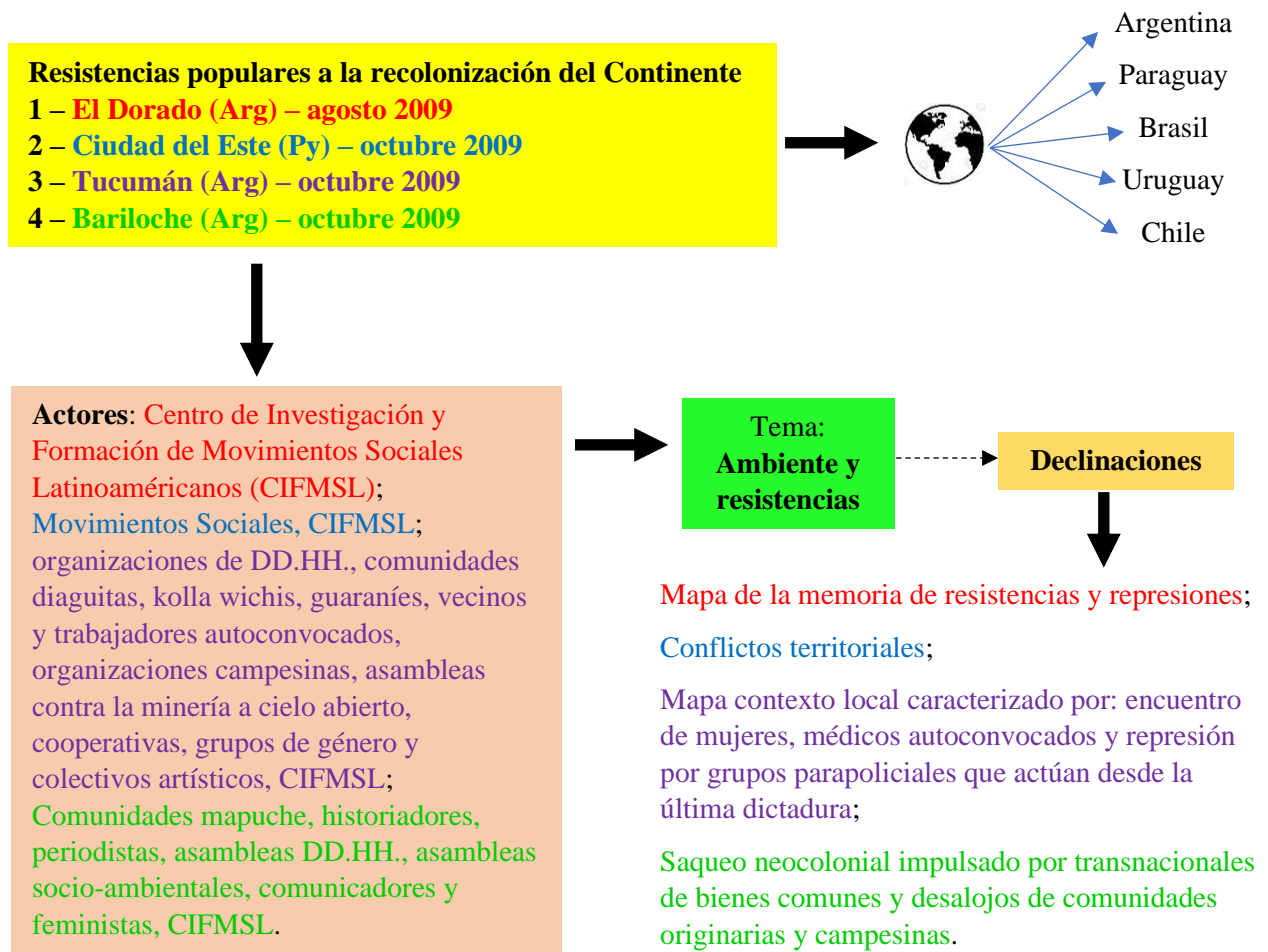 Resistencias populares a la recolonización del Continente
1 – El Dorado (Arg) – agosto 2009
2 – Ciudad del Este (Py) – octubre 2009
3 – Tucumán (Arg) – octubre 2009
4 – Bariloche (Arg) – octubre 2009
Argentina
Paraguay
Brasil
Uruguay
Chile
Actores: Centro de Investigación y
Formación de Movimientos Sociales
Latinoaméricanos (CIFMSL);
Movimientos Sociales, CIFMSL;
organizaciones de DD.HH., comunidades
diaguitas, kolla wichis, guaraníes, vecinos
y trabajadores autoconvocados,
organizaciones campesinas, asambleas
contra la minería a cielo abierto,
cooperativas, grupos de género y
colectivos artísticos, CIFMSL;
Comunidades mapuche, historiadores,
periodistas, asambleas DD.HH., asambleas
socio-ambientales, comunicadores y
feministas, CIFMSL.
Tema:
Ambiente y
resistencias
Declinaciones
Mapa de la memoria de resistencias y represiones;
Conflictos territoriales;
Mapa contexto local caracterizado por: encuentro
de mujeres, médicos autoconvocados y represión
por grupos parapoliciales que actúan desde la
última dictadura;
Saqueo neocolonial impulsado por transnacionales
de bienes comunes y desalojos de comunidades
originarias y campesinas.